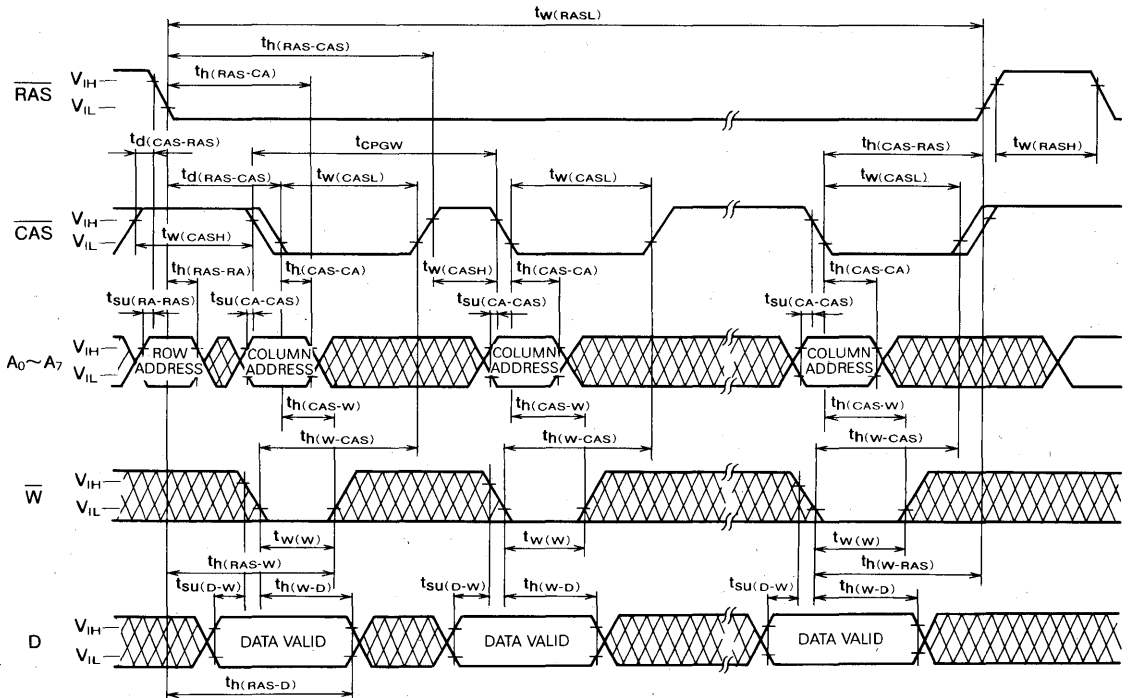 tw(RASL)
th(RAS-CAS)
th(RAS-CA)
RAS
VIH
VIL
td(CAS-RAS)
tCPGW
th(CAS-RAS)
tw(RASH)
td(RAS-CAS)
tw(CASL)
tw(CASL)
tw(CASL)
CAS
VIH
VIL
tw(CASH)
th(RAS-RA)
th(CAS-CA)
tw(CASH)
th(CAS-CA)
th(CAS-CA)
tsu(RA-RAS)
tsu(CA-CAS)
tsu(CA-CAS)
tsu(CA-CAS)
A0~A7
VIH
VIL
ROW
ADDRESS
COLUMN
ADDRESS
COLUMN
ADDRESS
COLUMN
ADDRESS
th(CAS-W)
th(CAS-W)
th(CAS-W)
th(W-CAS)
th(W-CAS)
th(W-CAS)
W
VIH
VIL
tw(W)
tw(W)
tw(W)
th(RAS-W)
th(W-RAS)
tsu(D-W)
th(W-D)
tsu(D-W)
th(W-D)
tsu(D-W)
th(W-D)
D
VIH
VIL
DATA VALID
DATA VALID
DATA VALID
th(RAS-D)